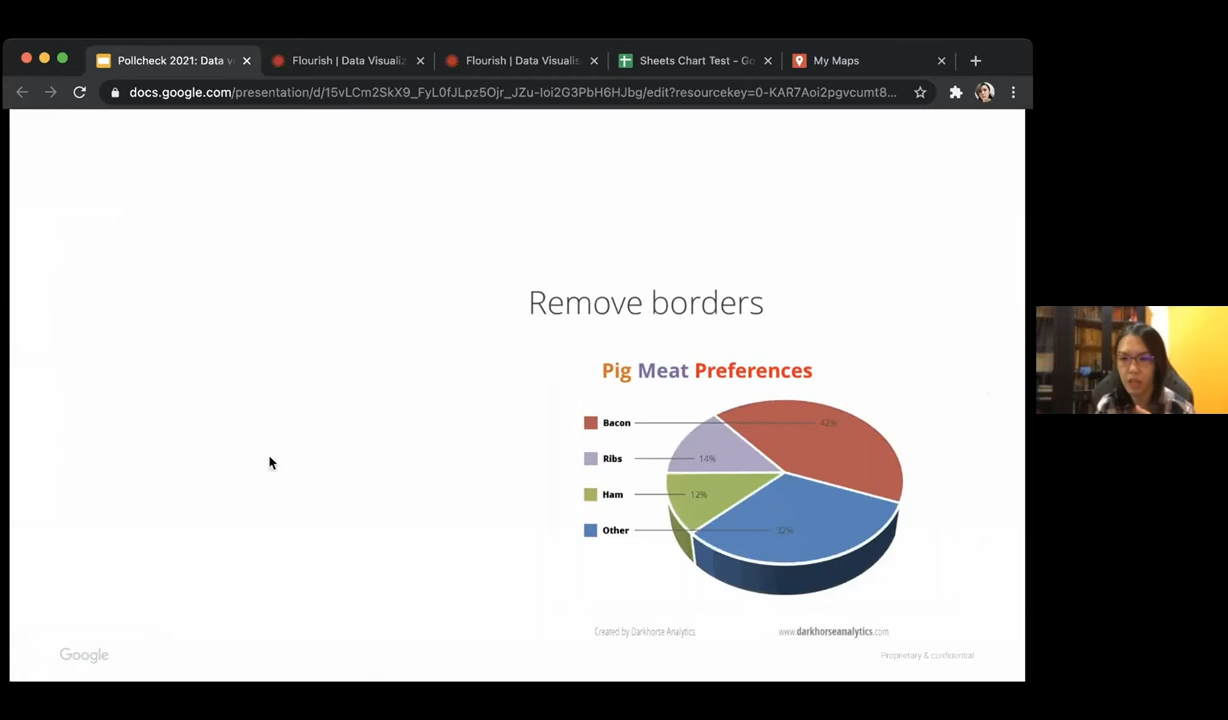 Pollcheck 2021: Data v
Flourish | Data Visualiz
Flourish | Data Visualis
Sheets Chart Test - Go
My Maps
docs.google.com/presentation/d/15vLCm2SkX9_FyL0fJLpz5Ojr_JZu-Ioi2G3PbH6HJbg/edit?resourcekey=0-KAR7Aoi2pgvcumt8...
Remove borders
Pig Meat Preferences
Bacon 42%
Ribs 14%
Ham 12%
Other 32%
Created by Darkhorse Analytics
www.darkhorseanalytics.com
Google
Proprietary & confidential